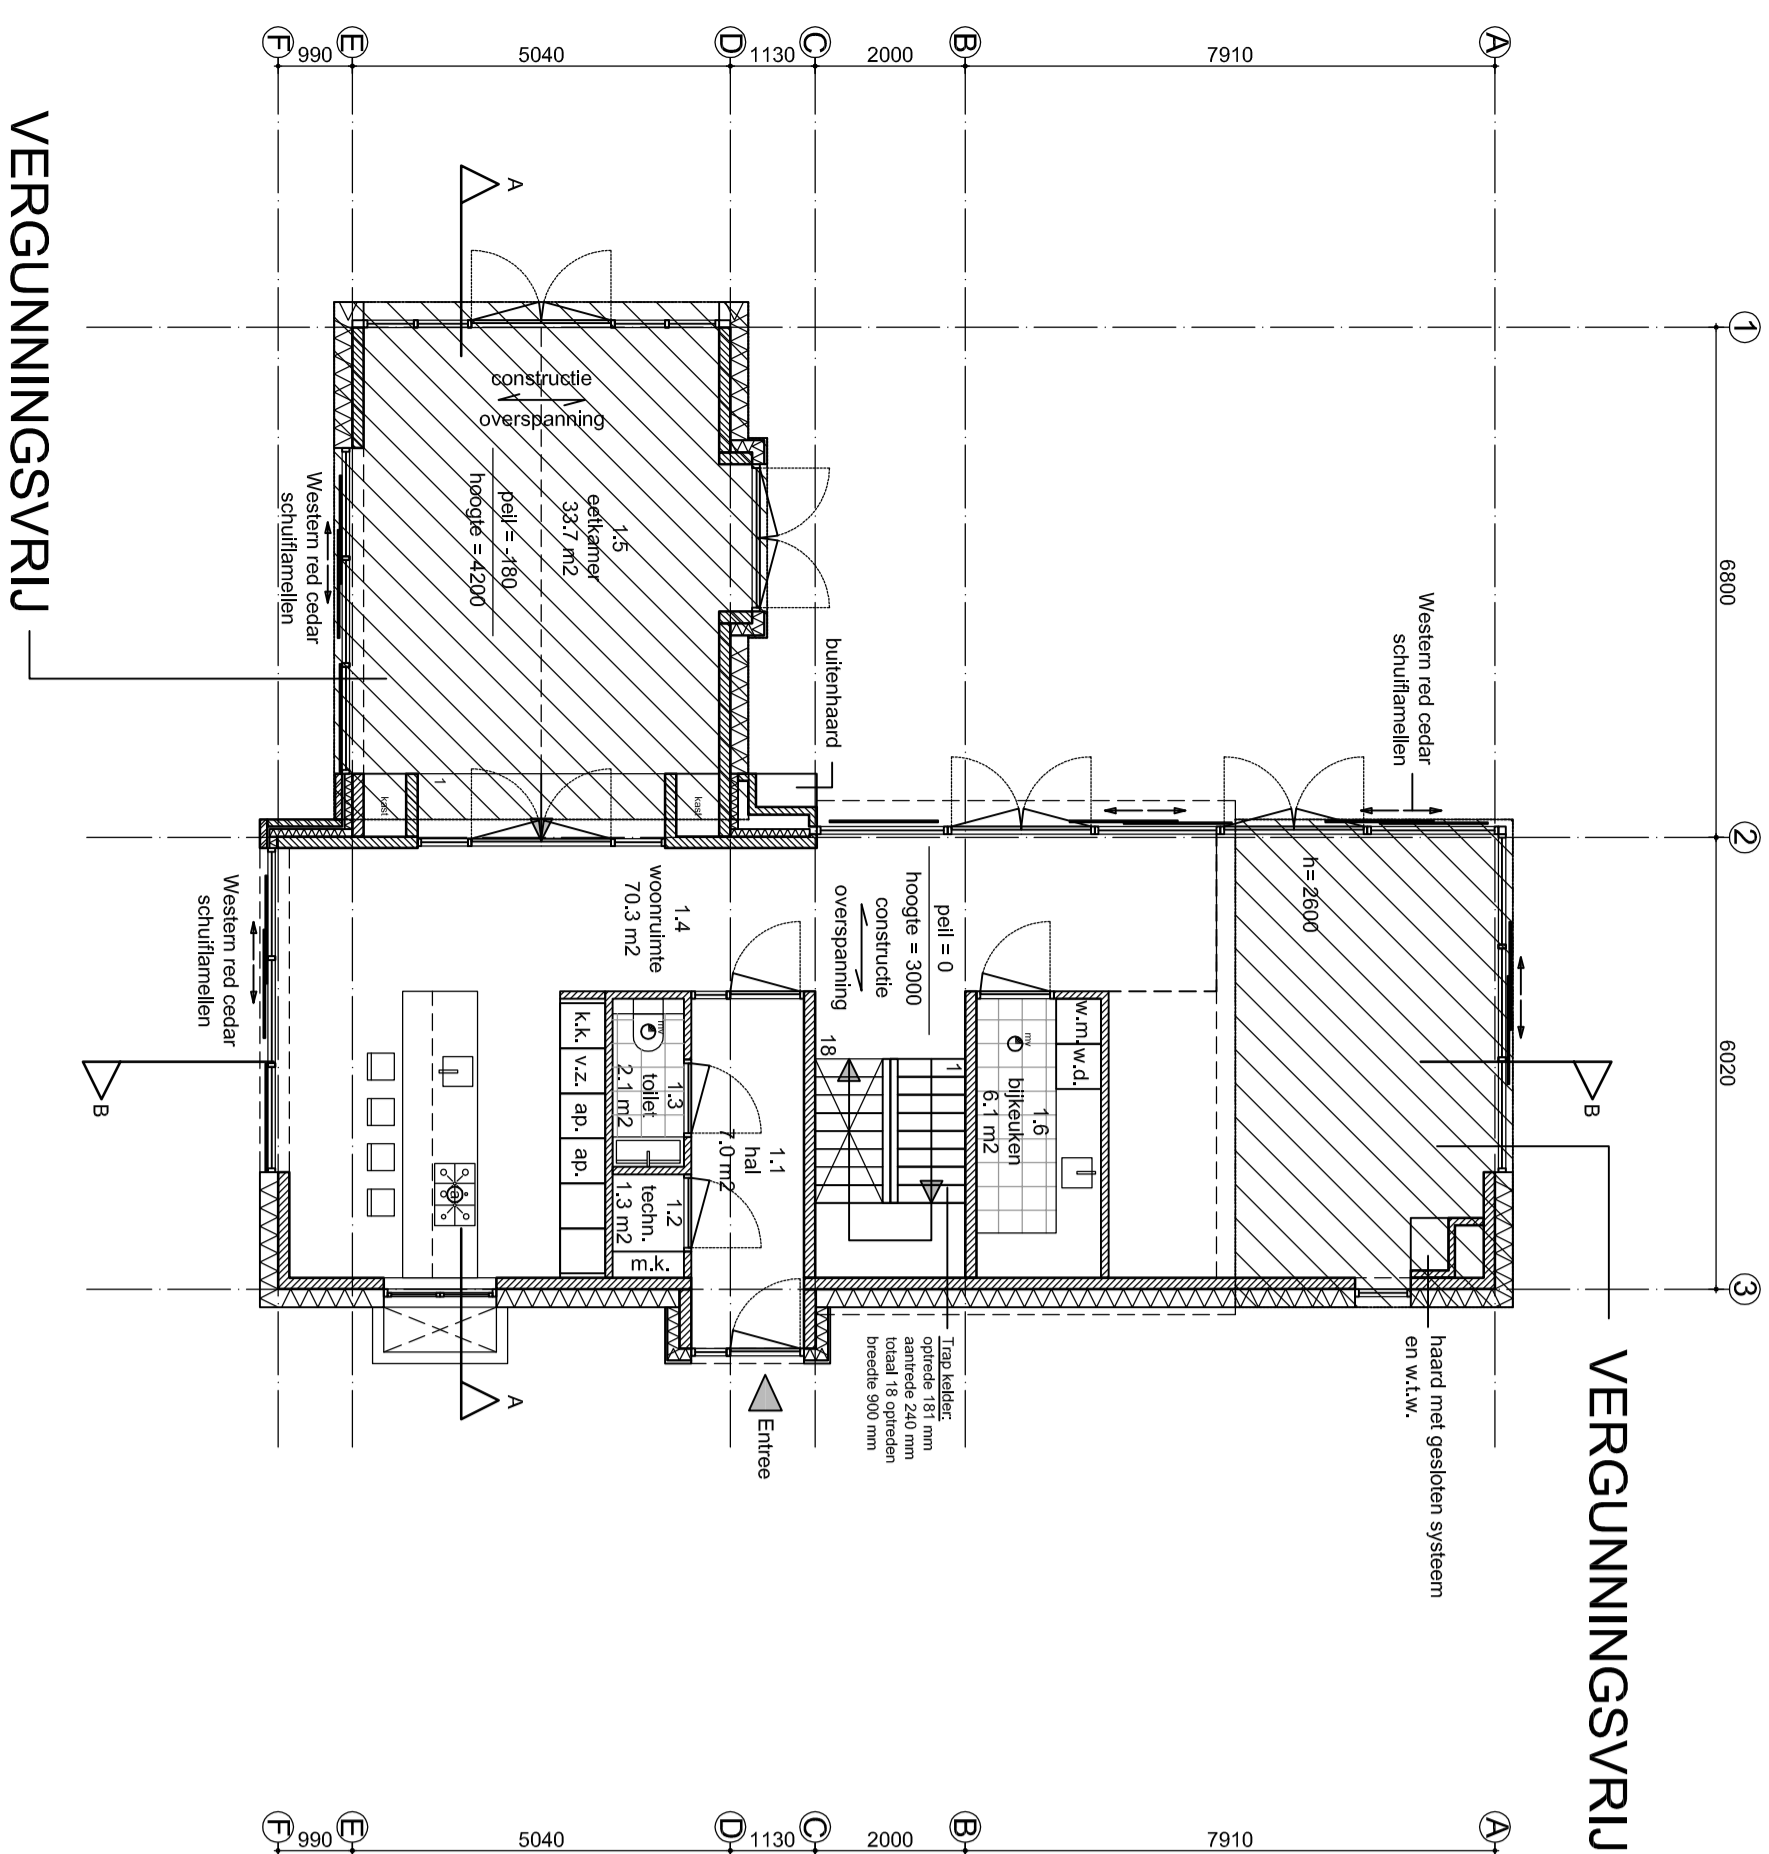 F
990
E
5040
D
1130
C
2000
B
7910
A
1
6800
2
6020
3
VERGUNNINGSVRIJ
A
constructie
overspanning
1.5
eetkamer
33.7 m2
peil = -180
hoogte = 4200
Western red cedar
schuiflamellen
buitenhaard
Western red cedar
schuiflamellen
kast
1
kast
h= 2600
1.4
woonruimte
70.3 m2
peil = 0
hoogte = 3000
constructie
overspanning
Western red cedar
schuiflamellen
B
B
k.k.
v.z.
ap.
ap.
mv
1.3
toilet
2.1 m2
1.2
techn.
1.3 m2
m.k.
1.1
hal
7.0 m2
18
1
mv
w.m.
w.d.
1.6
bijkeuken
6.1 m2
a
A
Entree
Trap kelder:
optrede 181 mm
aantrede 240 mm
totaal 18 optreden
breedte 900 mm
haard met gesloten systeem
en w.t.w.
VERGUNNINGSVRIJ
F
990
E
5040
D
1130
C
2000
B
7910
A